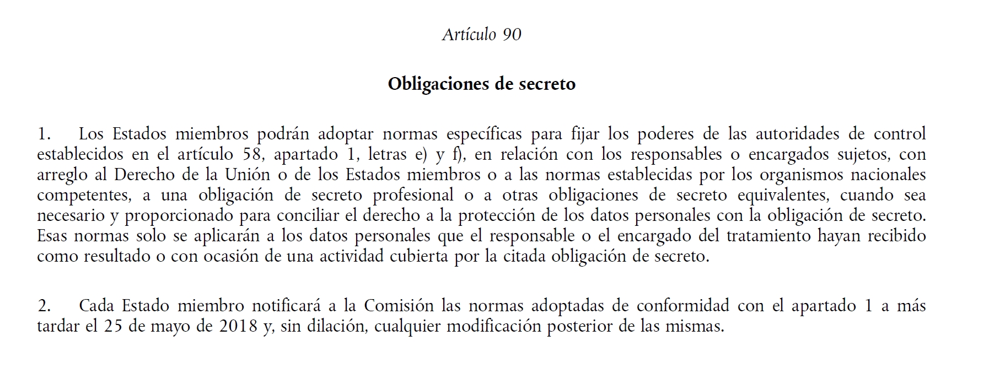 Artículo 90
Obligaciones de secreto
1. Los Estados miembros podrán adoptar normas específicas para fijar los poderes de las autoridades de control
establecidos en el artículo 58, apartado 1, letras e) y f), en relación con los responsables o encargados sujetos, con
arreglo al Derecho de la Unión o de los Estados miembros o a las normas establecidas por los organismos nacionales
competentes, a una obligación de secreto profesional o a otras obligaciones de secreto equivalentes, cuando sea
necesario y proporcionado para conciliar el derecho a la protección de los datos personales con la obligación de secreto.
Esas normas solo se aplicarán a los datos personales que el responsable o el encargado del tratamiento hayan recibido
como resultado o con ocasión de una actividad cubierta por la citada obligación de secreto.
2. Cada Estado miembro notificará a la Comisión las normas adoptadas de conformidad con el apartado 1 a más
tardar el 25 de mayo de 2018 y, sin dilación, cualquier modificación posterior de las mismas.